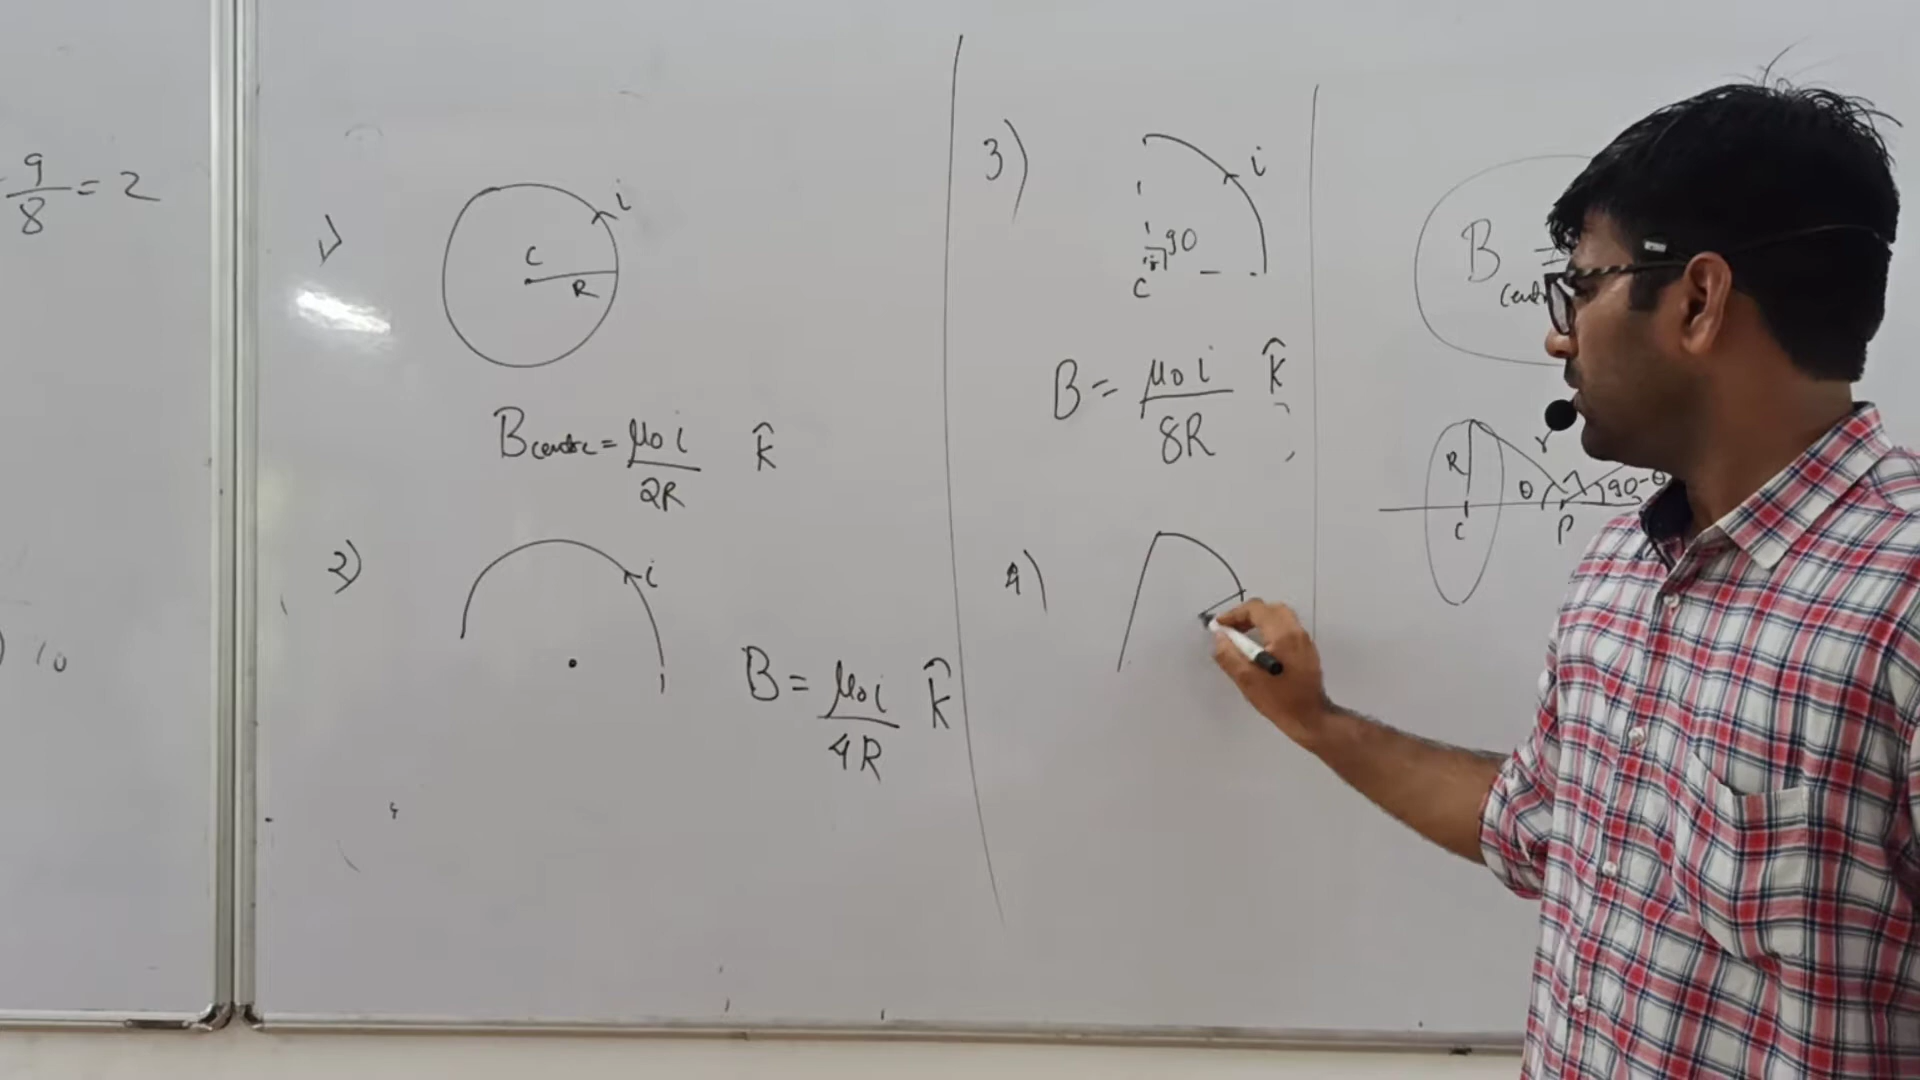 9/8 = 2
10
1)
i
C
R
B centre = μ₀ i / 2R k̂
2)
i
B = μ₀ i / 4R k̂
3)
i
90
C
B = μ₀ i / 8R k̂
4)
B
R
r
θ
90-θ
C
P